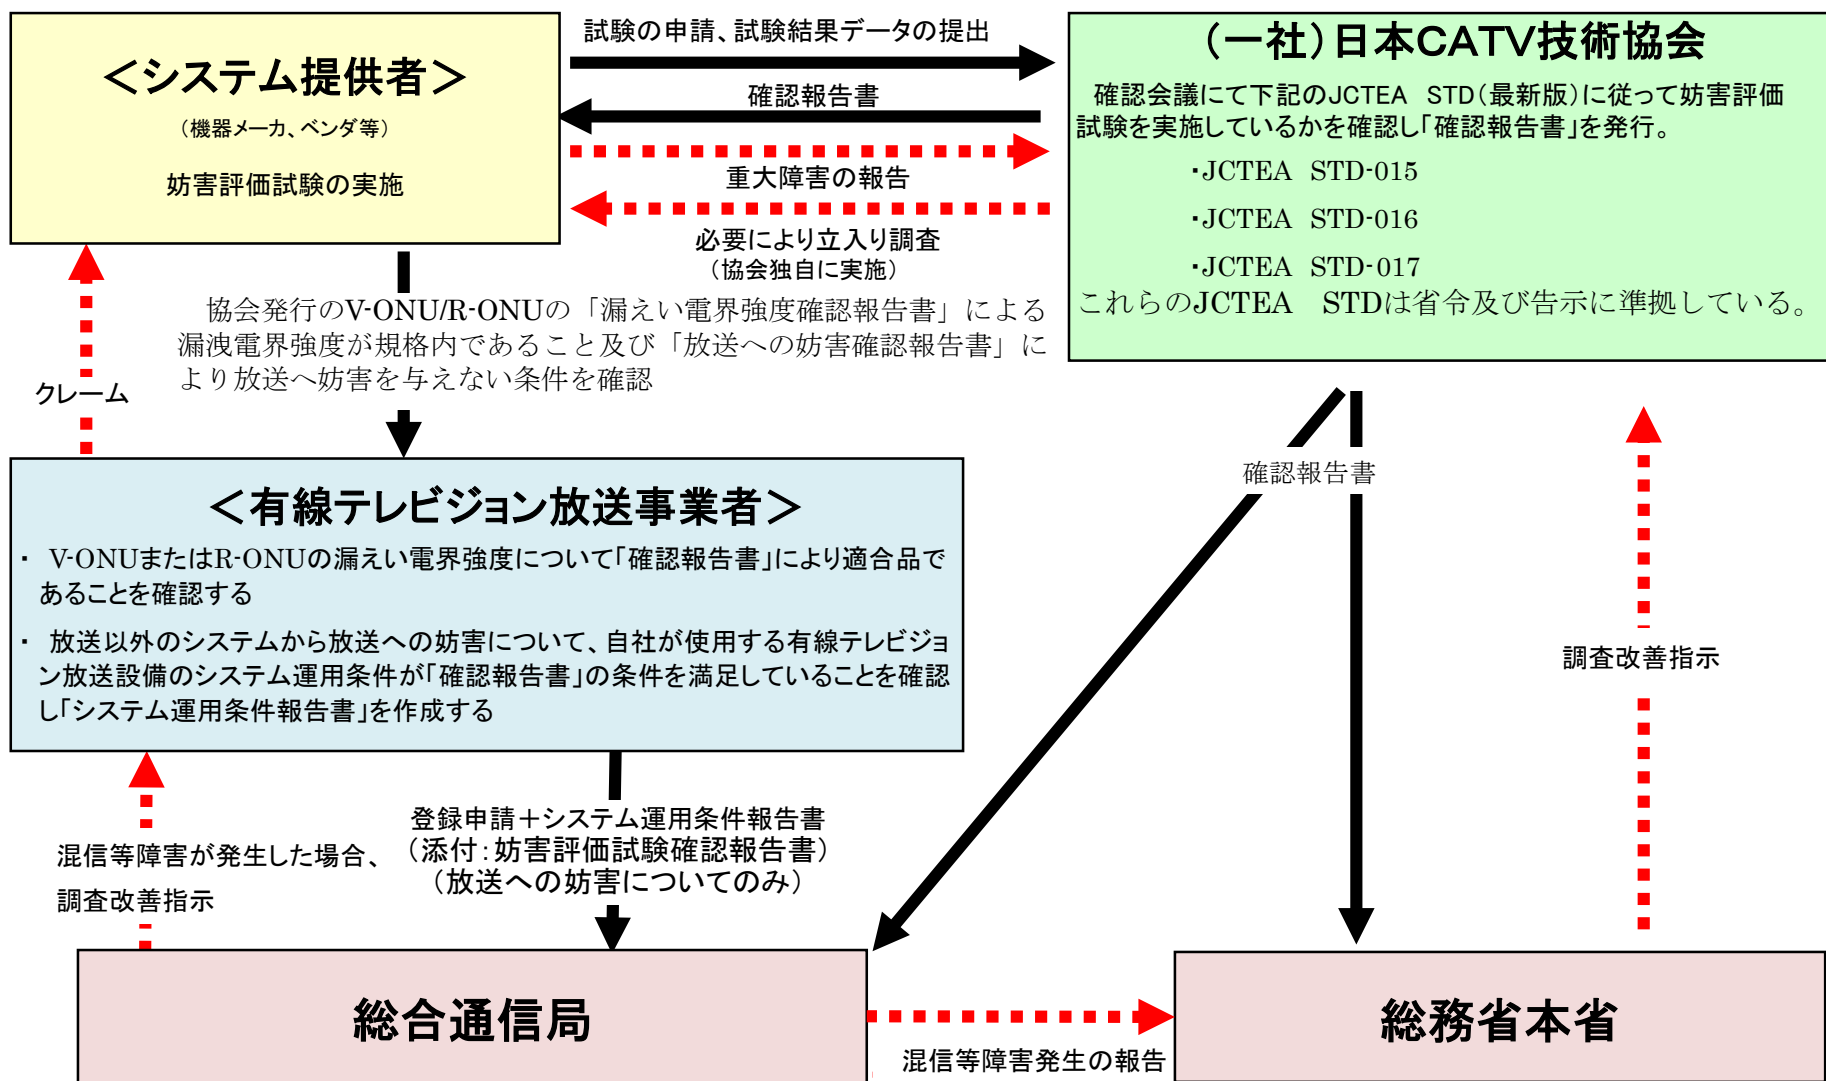 ＜システム提供者＞
（機器メーカ、ベンダ等）
妨害評価試験の実施
試験の申請、試験結果データの提出
確認報告書
重大障害の報告
必要により立入り調査
（協会独自に実施）
（一社）日本CATV技術協会
確認会議にて下記のJCTEA　STD（最新版）に従って妨害評価
試験を実施しているかを確認し「確認報告書」を発行。
・JCTEA　STD-015
・JCTEA　STD-016
・JCTEA　STD-017
これらのJCTEA　STDは省令及び告示に準拠している。
協会発行のV-ONU/R-ONUの「漏えい電界強度確認報告書」による
漏洩電界強度が規格内であること及び「放送への妨害確認報告書」に
より放送へ妨害を与えない条件を確認
クレーム
確認報告書
調査改善指示
＜有線テレビジョン放送事業者＞
・ V-ONUまたはR-ONUの漏えい電界強度について「確認報告書」により適合品で
あることを確認する
・ 放送以外のシステムから放送への妨害について、自社が使用する有線テレビジョ
ン放送設備のシステム運用条件が「確認報告書」の条件を満足していることを確認
し「システム運用条件報告書」を作成する
混信等障害が発生した場合、
調査改善指示
登録申請＋システム運用条件報告書
（添付：妨害評価試験確認報告書）
（放送への妨害についてのみ）
総合通信局
混信等障害発生の報告
総務省本省